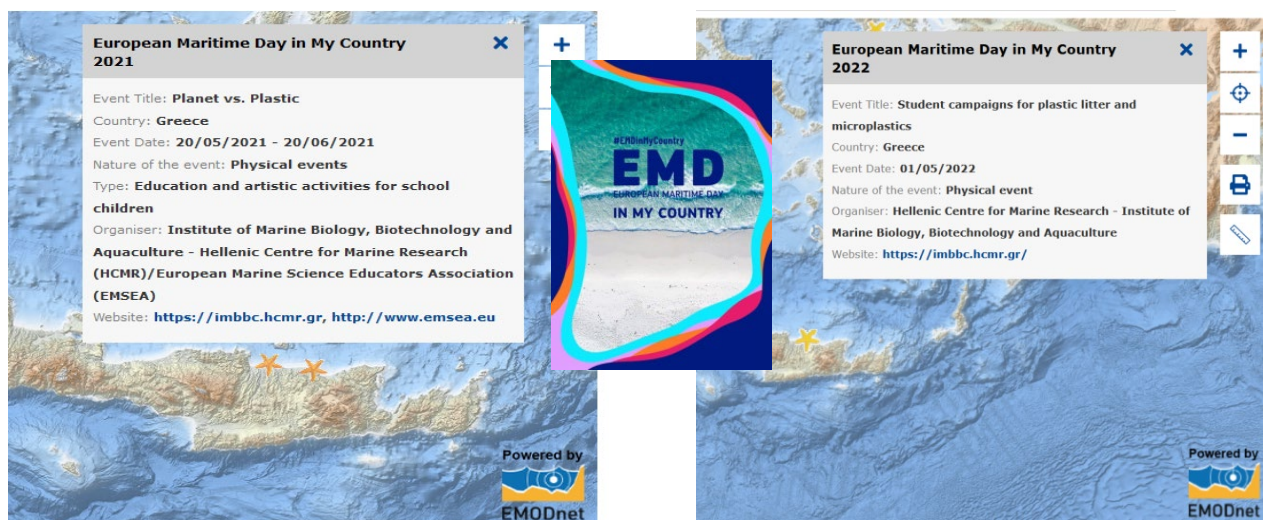 European Maritime Day in My Country
2021
Event Title: Planet vs. Plastic
Country: Greece
Event Date: 20/05/2021 - 20/06/2021
Nature of the event: Physical events
Type: Education and artistic activities for school
children
Organiser: Institute of Marine Biology, Biotechnology and
Aquaculture - Hellenic Centre for Marine Research
(HCMR)/European Marine Science Educators Association
(EMSEA)
Website: https://imbbc.hcmr.gr, http://www.emsea.eu
Powered by
EMODnet
#EMDinMyCountry
EMD
EUROPEAN MARITIME DAY
IN MY COUNTRY
European Maritime Day in My Country
2022
Event Title: Student campaigns for plastic litter and
microplastics
Country: Greece
Event Date: 01/05/2022
Nature of the event: Physical event
Organiser: Hellenic Centre for Marine Research - Institute of
Marine Biology, Biotechnology and Aquaculture
Website: https://imbbc.hcmr.gr/
Powered by
EMODnet